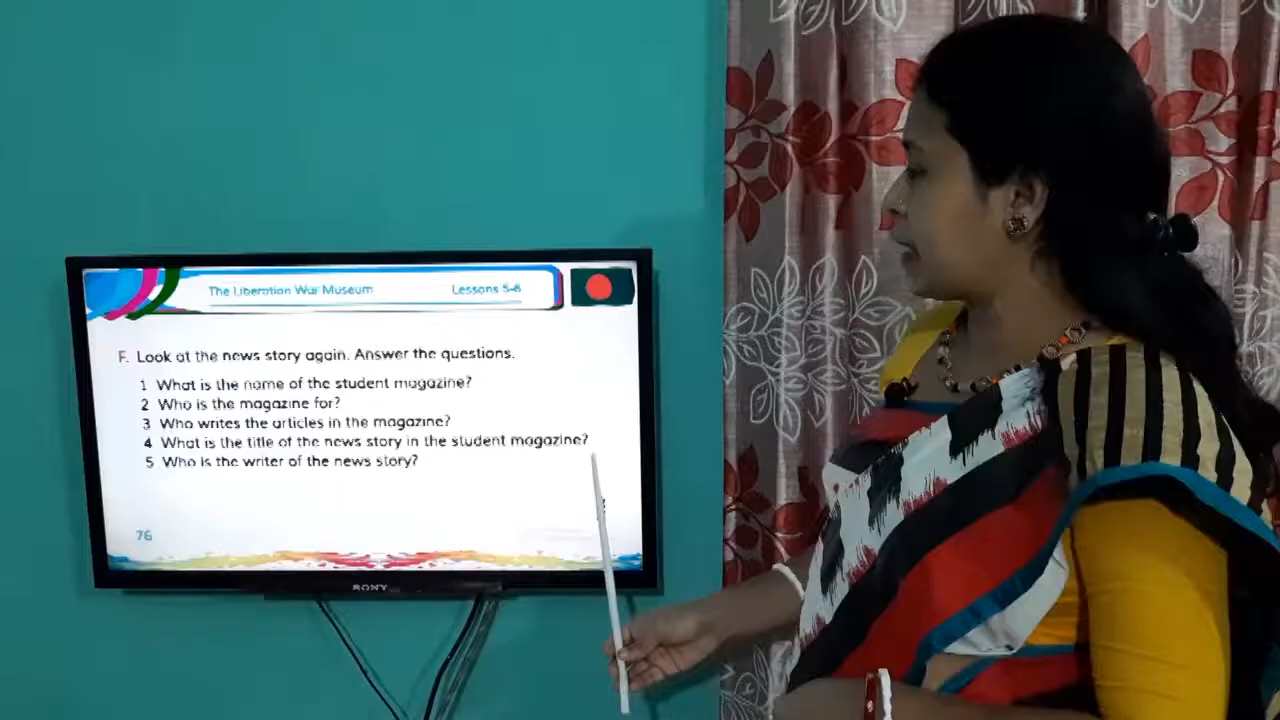 The Liberation War Museum Lessons 5-8
F. Look at the news story again. Answer the questions.
1 What is the name of the student magazine?
2 Who is the magazine for?
3 Who writes the articles in the magazine?
4 What is the title of the news story in the student magazine?
5 Who is the writer of the news story?
76
SONY